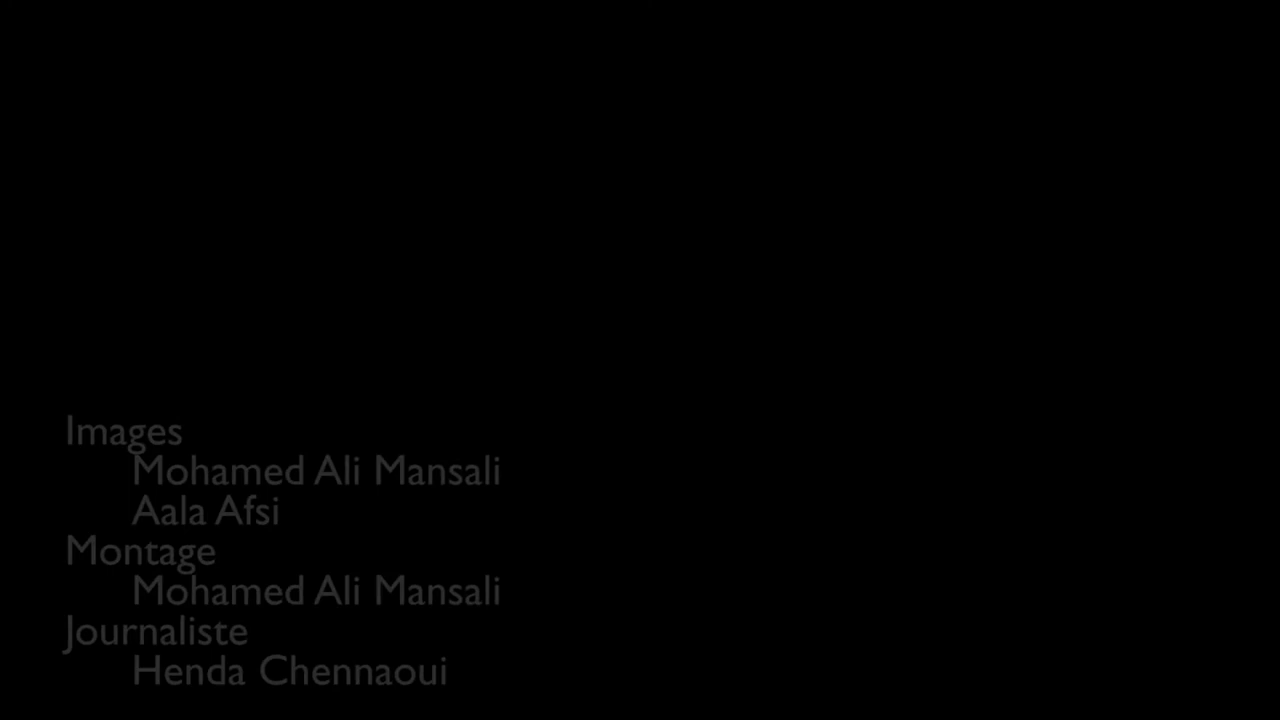 Images
Mohamed Ali Mansali
Aala Afsi
Montage
Mohamed Ali Mansali
Journaliste
Henda Chennaoui